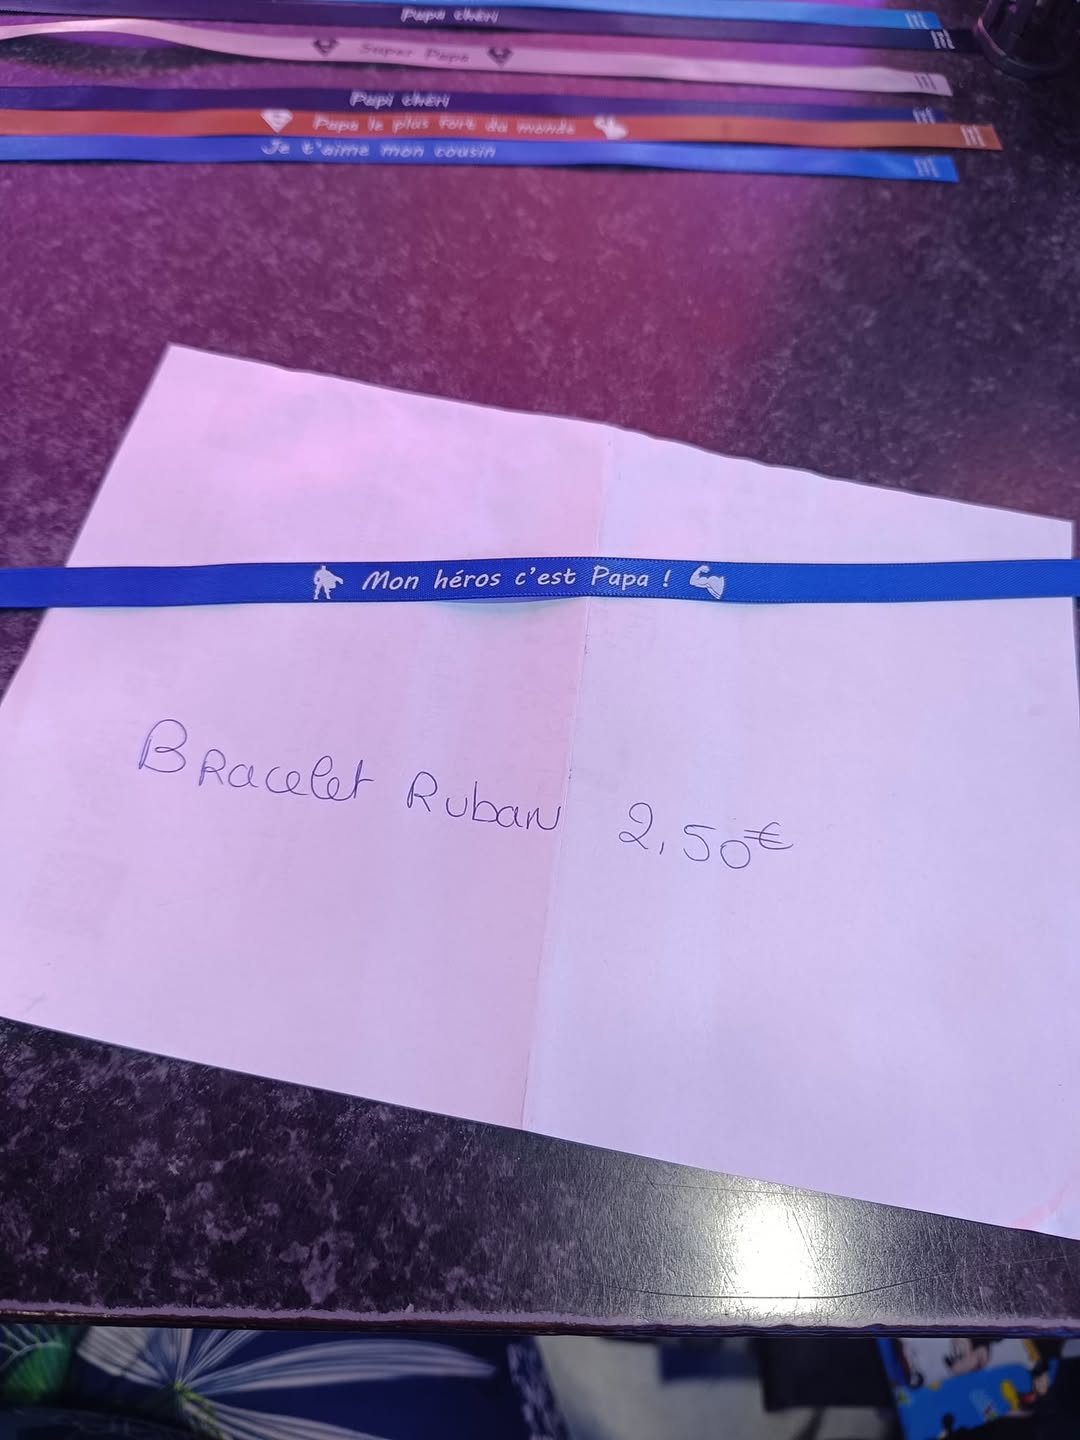 Papa chéri
Super Papa
Papi chéri
Papa le plus fort du monde
Je t'aime mon cousin
Mon héros c'est Papa !
Bracelet Ruban 2,50€